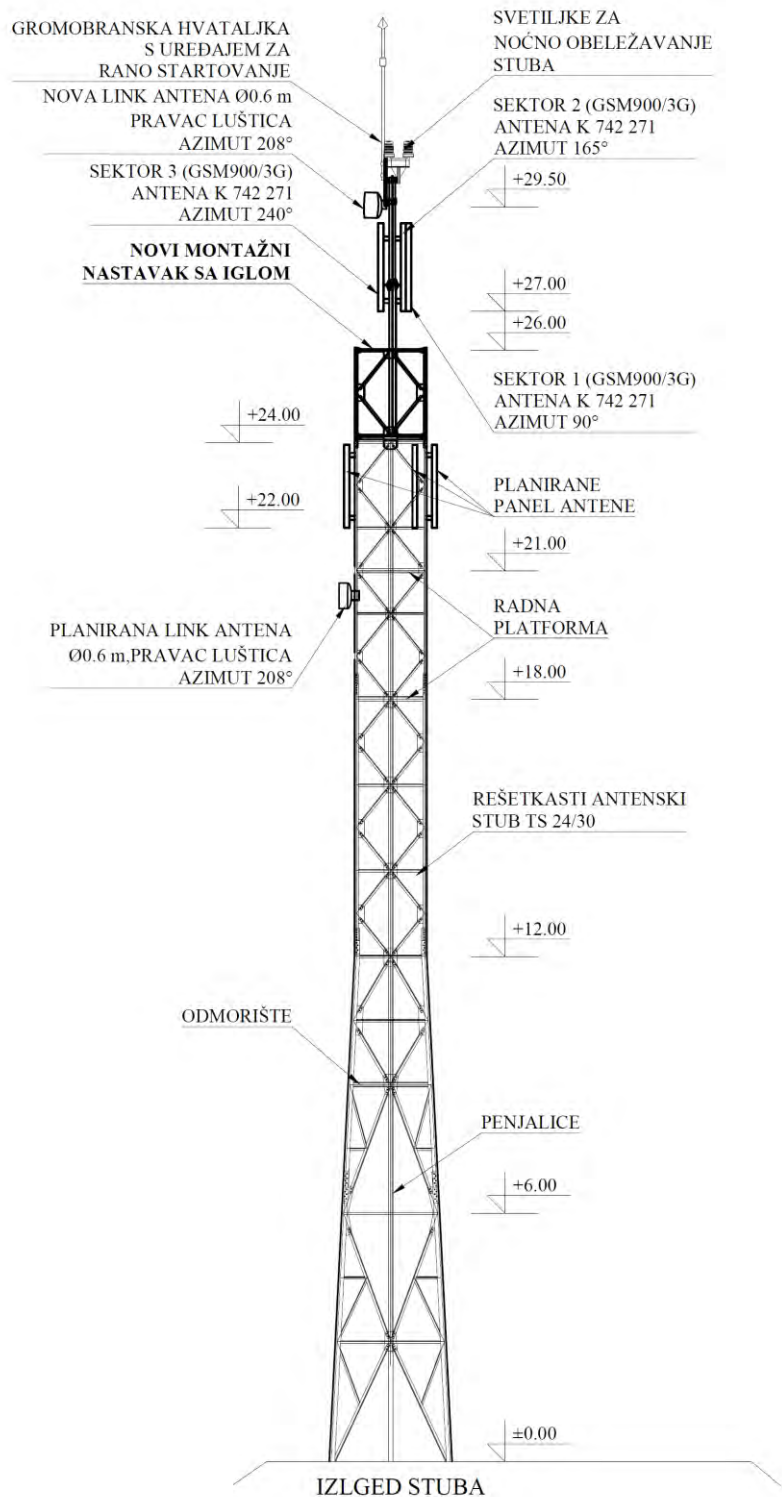 GROMOBRANSKA HVATALJKA
S UREĐAJEM ZA
RANO STARTOVANJE
NOVA LINK ANTENA Ø0.6 m
PRAVAC LUŠTICA
AZIMUT 208°
SEKTOR 3 (GSM900/3G)
ANTENA K 742 271
AZIMUT 240°
NOVI MONTAŽNI
NASTAVAK SA IGLOM
SVETILJKE ZA
NOĆNO OBELEŽAVANJE
STUBA
SEKTOR 2 (GSM900/3G)
ANTENA K 742 271
AZIMUT 165°
+29.50
+27.00
+26.00
SEKTOR 1 (GSM900/3G)
ANTENA K 742 271
AZIMUT 90°
+24.00
+22.00
PLANIRANE
PANEL ANTENE
+21.00
RADNA
PLATFORMA
PLANIRANA LINK ANTENA
Ø0.6 m,PRAVAC LUŠTICA
AZIMUT 208°
+18.00
REŠETKASTI ANTENSKI
STUB TS 24/30
+12.00
ODMORIŠTE
PENJALICE
+6.00
±0.00
IZLGED STUBA